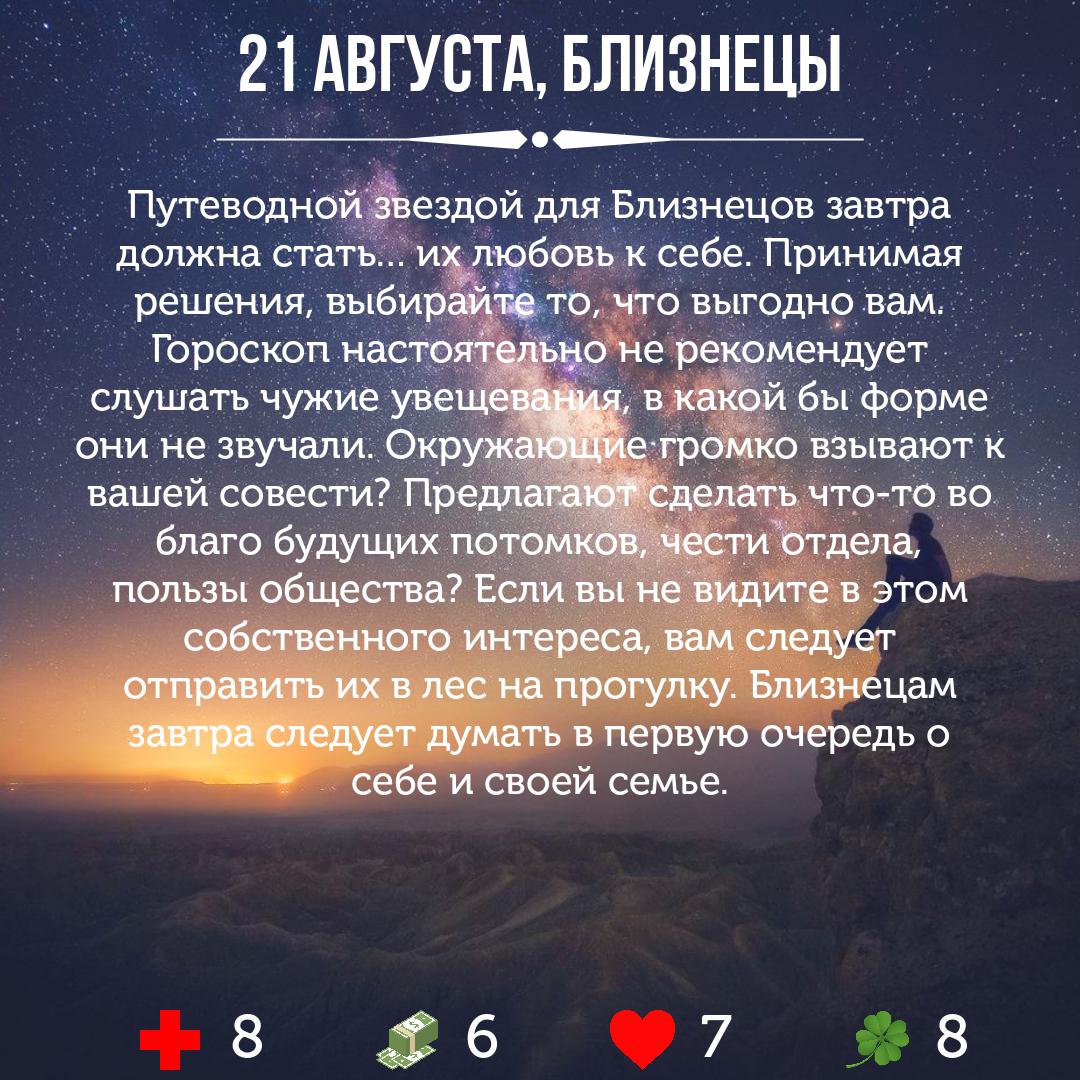 21 АВГУСТА, БЛИЗНЕЦЫ
Путеводной звездой для Близнецов завтра
должна стать... их любовь к себе. Принимая
решения, выбирайте то, что выгодно вам.
Гороскоп настоятельно не рекомендует
слушать чужие увещевания, в какой бы форме
они не звучали. Окружающие громко взывают к
вашей совести? Предлагают сделать что-то во
благо будущих потомков, чести отдела,
пользы общества? Если вы не видите в этом
собственного интереса, вам следует
отправить их в лес на прогулку. Близнецам
завтра следует думать в первую очередь о
себе и своей семье.
8 6 7 8